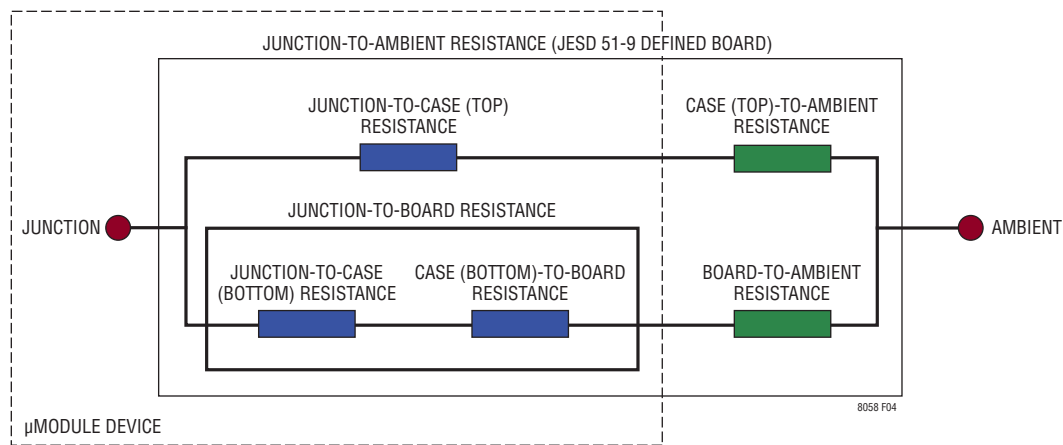 JUNCTION-TO-AMBIENT RESISTANCE (JESD 51-9 DEFINED BOARD)
JUNCTION-TO-CASE (TOP)
RESISTANCE
CASE (TOP)-TO-AMBIENT
RESISTANCE
JUNCTION-TO-BOARD RESISTANCE
JUNCTION
AMBIENT
JUNCTION-TO-CASE
(BOTTOM) RESISTANCE
CASE (BOTTOM)-TO-BOARD
RESISTANCE
BOARD-TO-AMBIENT
RESISTANCE
8058 F04
µMODULE DEVICE